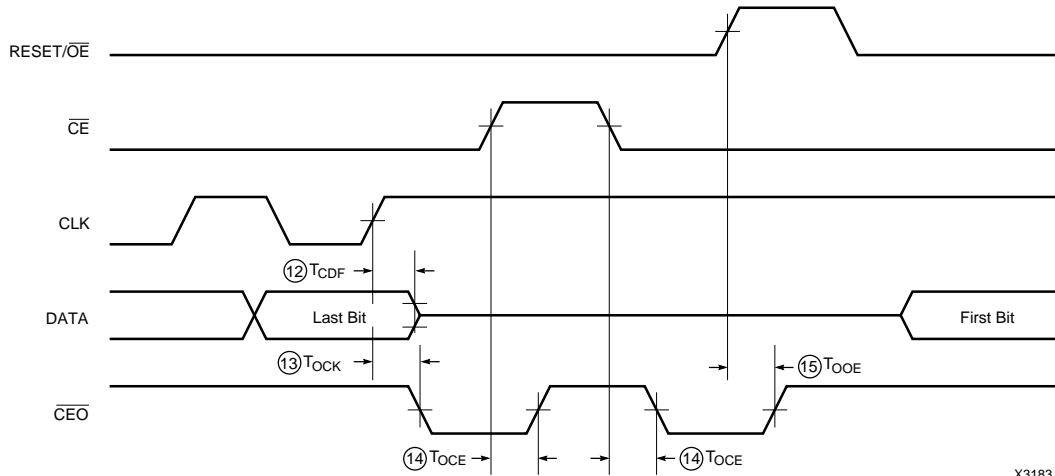 RESET/OE
CE
CLK
⑫ TCDF
DATA
Last Bit
First Bit
⑬ TOCK
⑮ TOOE
CEO
⑭ TOCE
⑭ TOCE
X3183